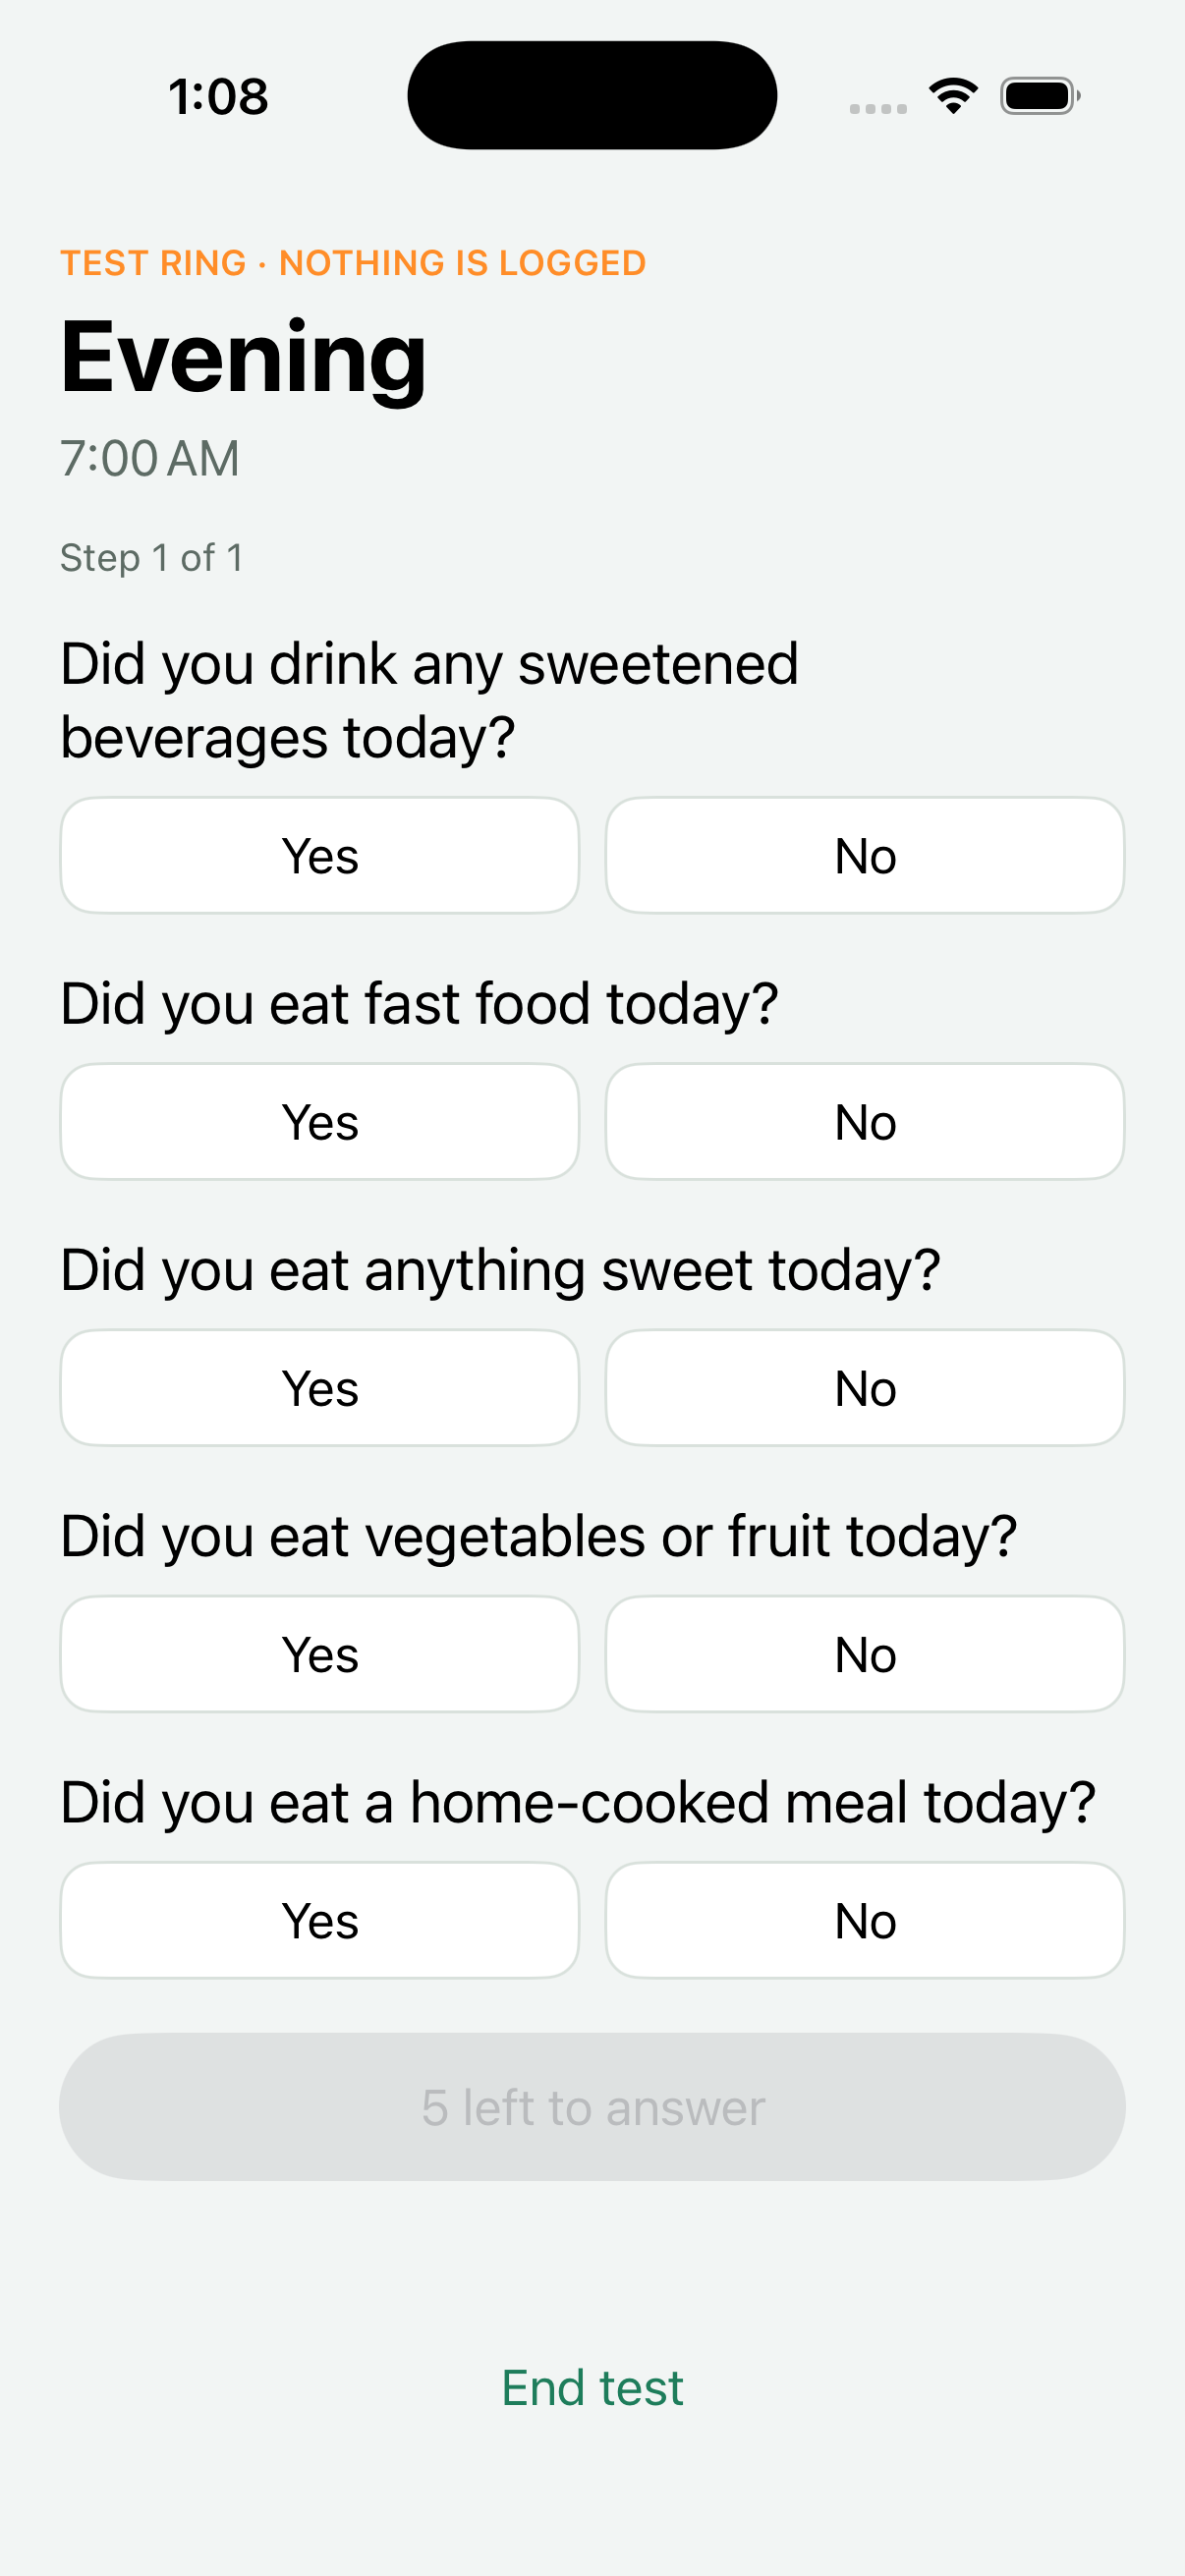 1:08
TEST RING · NOTHING IS LOGGED
Evening
7:00 AM
Step 1 of 1
Did you drink any sweetened
beverages today?
Yes No
Did you eat fast food today?
Yes No
Did you eat anything sweet today?
Yes No
Did you eat vegetables or fruit today?
Yes No
Did you eat a home-cooked meal today?
Yes No
5 left to answer
End test